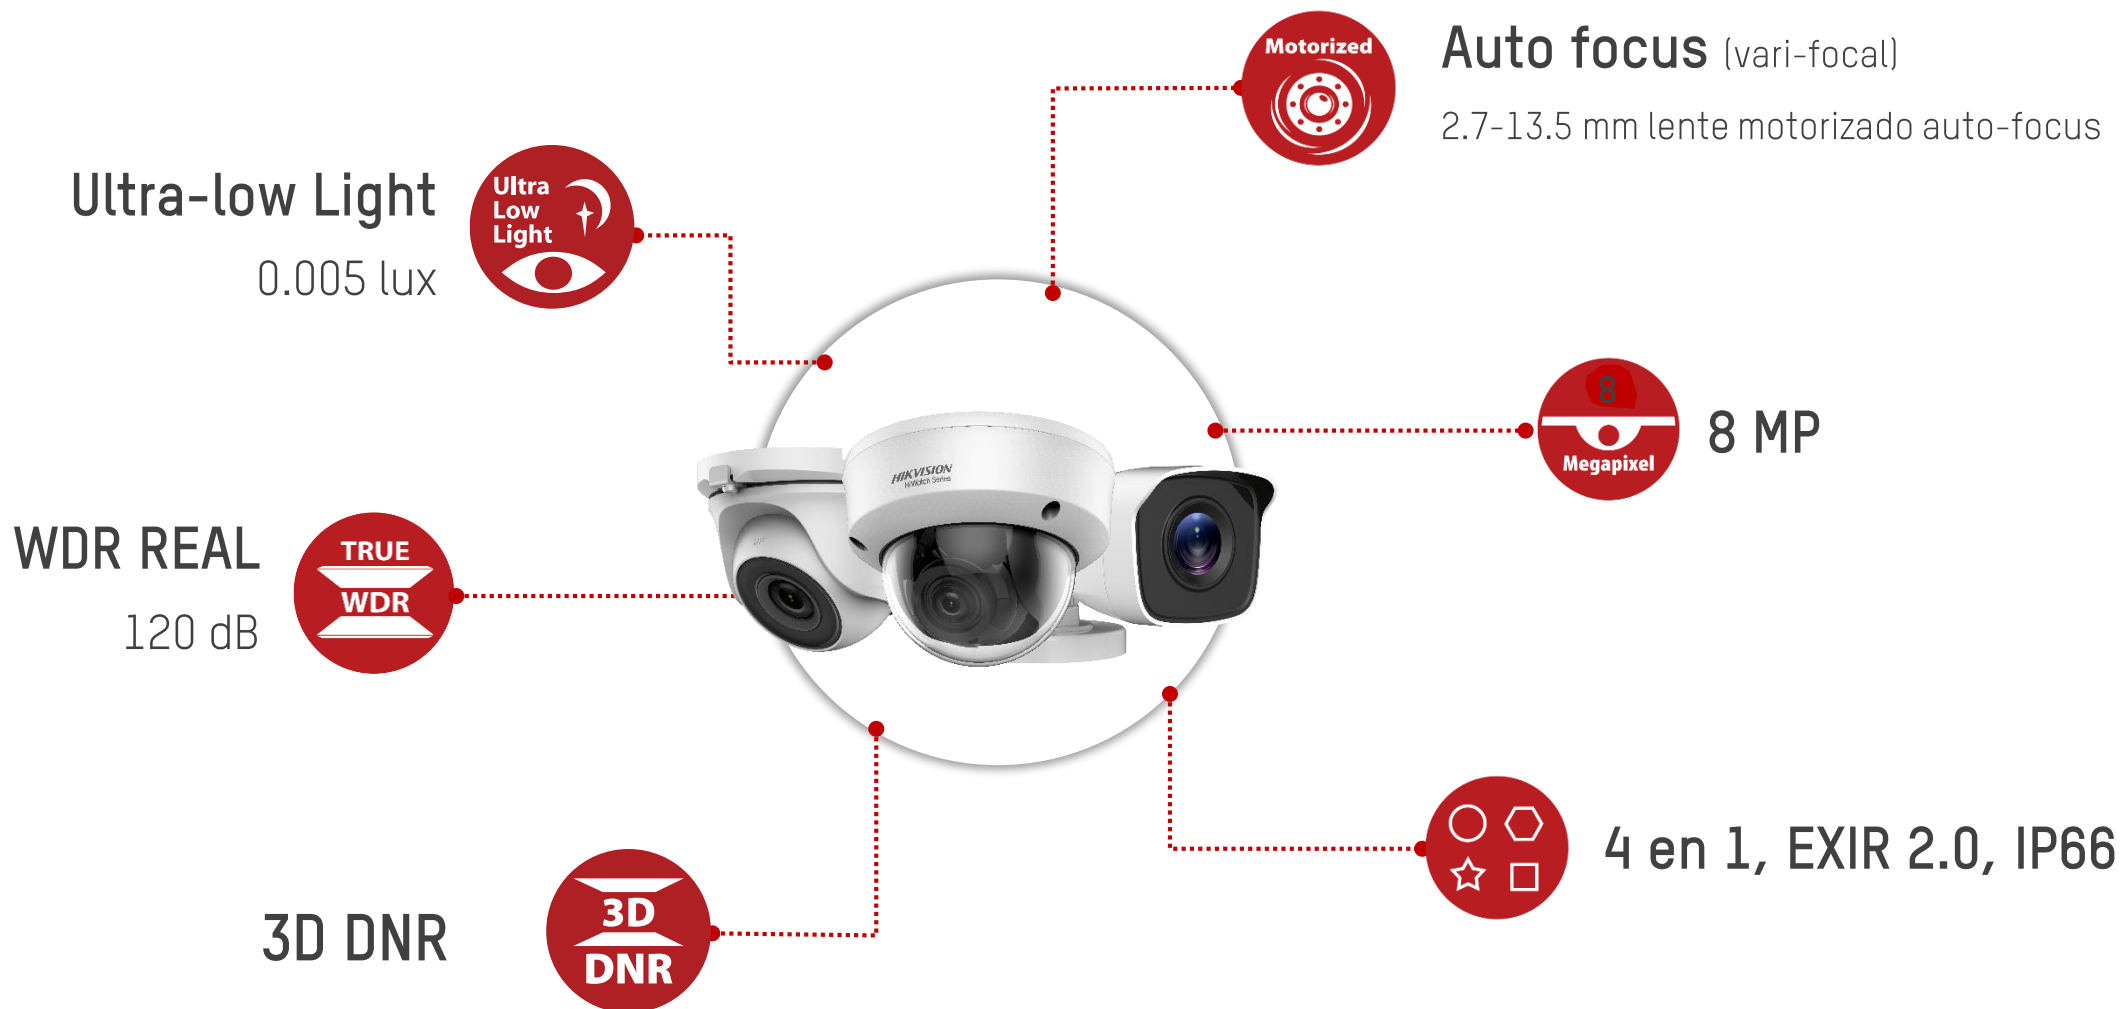 Motorized
Auto focus (vari-focal)
2.7-13.5 mm lente motorizado auto-focus
Ultra-low Light
0.005 lux
Ultra
Low
Light
8
Megapixel
8 MP
HIKVISION
HiWatch Series
WDR REAL
120 dB
TRUE
WDR
4 en 1, EXIR 2.0, IP66
3D DNR
3D
DNR